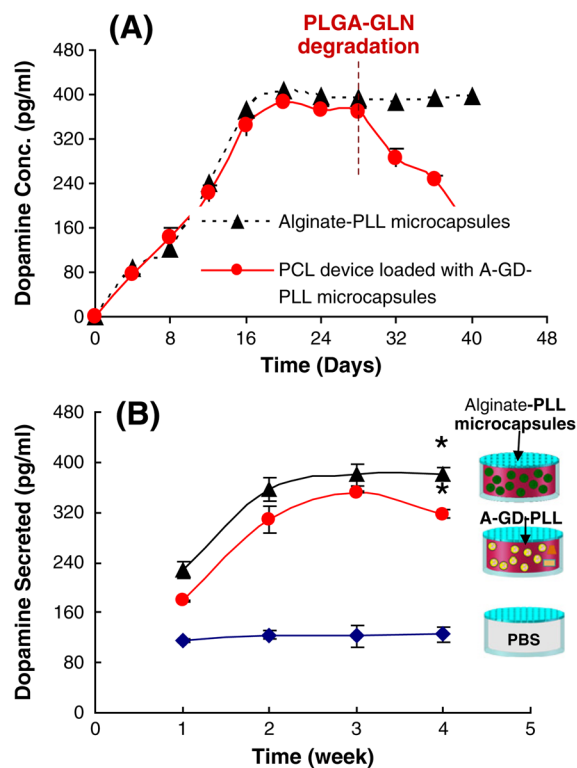 (A)
PLGA-GLN
degradation
Dopamine Conc. (pg/ml)
480
400
320
240
160
80
0
Alginate-PLL microcapsules
PCL device loaded with A-GD-
PLL microcapsules
0 8 16 24 32 40 48
Time (Days)
(B)
Dopamine Secreted (pg/ml)
480
400
320
240
160
80
0
*
*
Alginate-PLL
microcapsules
A-GD-PLL
PBS
0 1 2 3 4 5
Time (week)